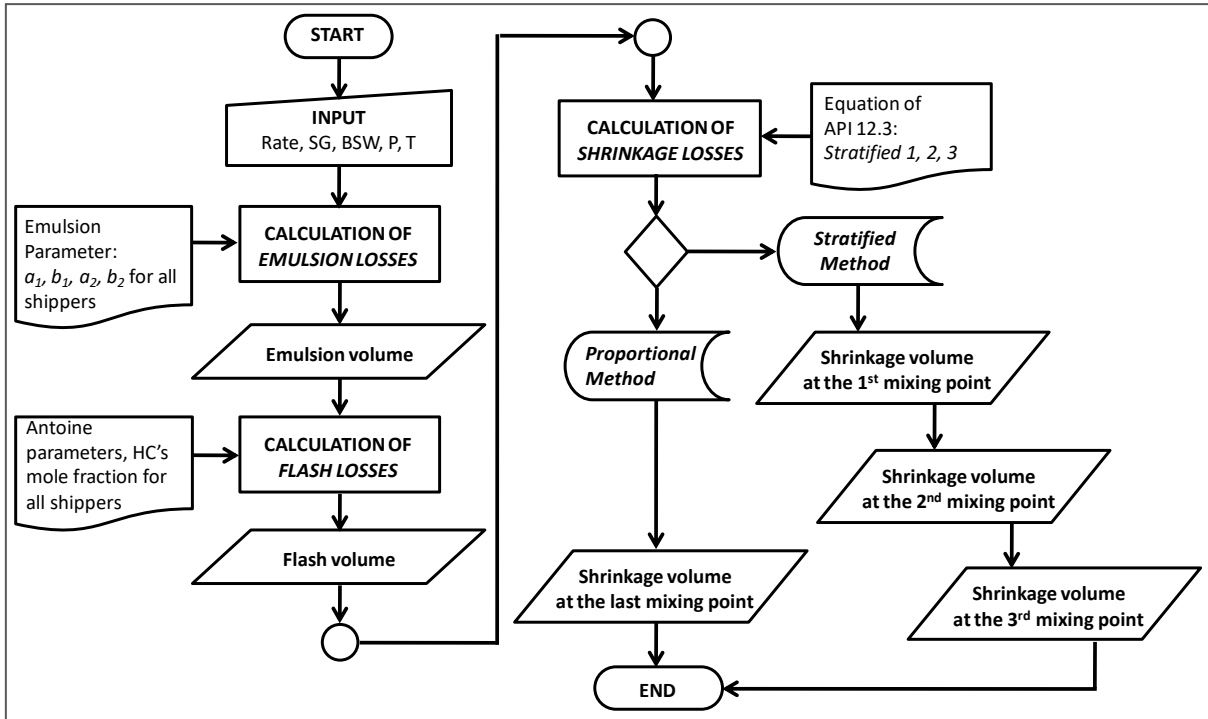 START
INPUT
Rate, SG, BSW, P, T
Emulsion
Parameter:
a1, b1, a2, b2 for all
shippers
CALCULATION OF
EMULSION LOSSES
Emulsion volume
Antoine
parameters, HC's
mole fraction for
all shippers
CALCULATION OF
FLASH LOSSES
Flash volume
CALCULATION OF
SHRINKAGE LOSSES
Equation of
API 12.3:
Stratified 1, 2, 3
Stratified
Method
Proportional
Method
Shrinkage volume
at the 1st mixing point
Shrinkage volume
at the 2nd mixing point
Shrinkage volume
at the last mixing point
Shrinkage volume
at the 3rd mixing point
END